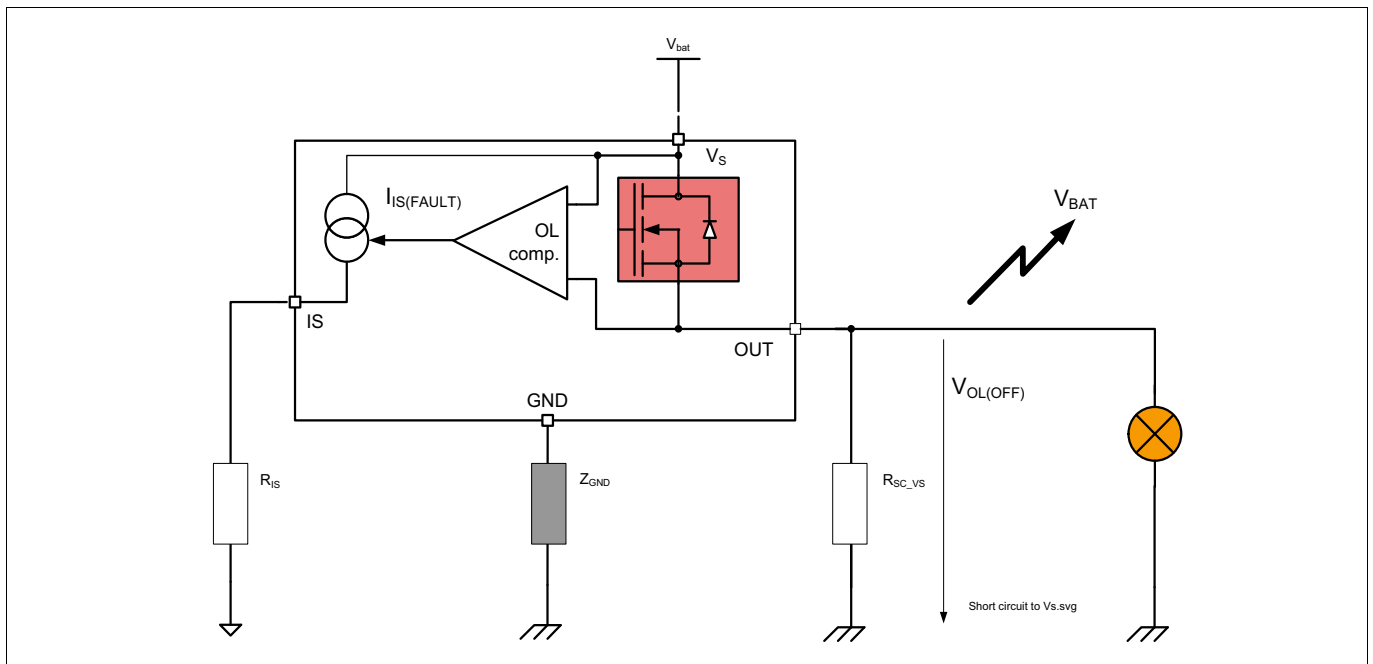 Vbat
VS
IIS(FAULT)
OL
comp.
VBAT
IS
OUT
VOL(OFF)
GND
RIS
ZGND
RSC_VS
Short circuit to Vs.svg